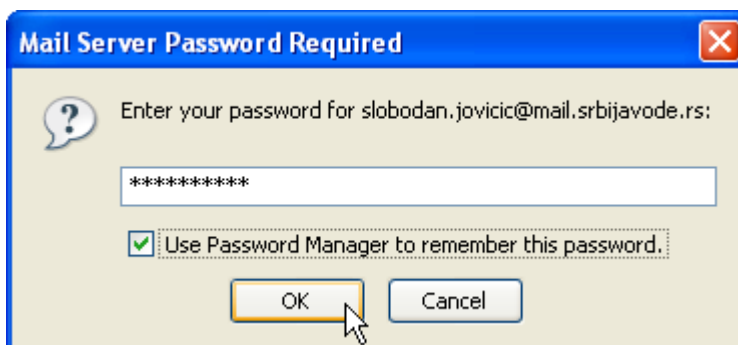 Mail Server Password Required
Enter your password for slobodan.jovicic@mail.srbijavode.rs:
**********
Use Password Manager to remember this password.
OK
Cancel